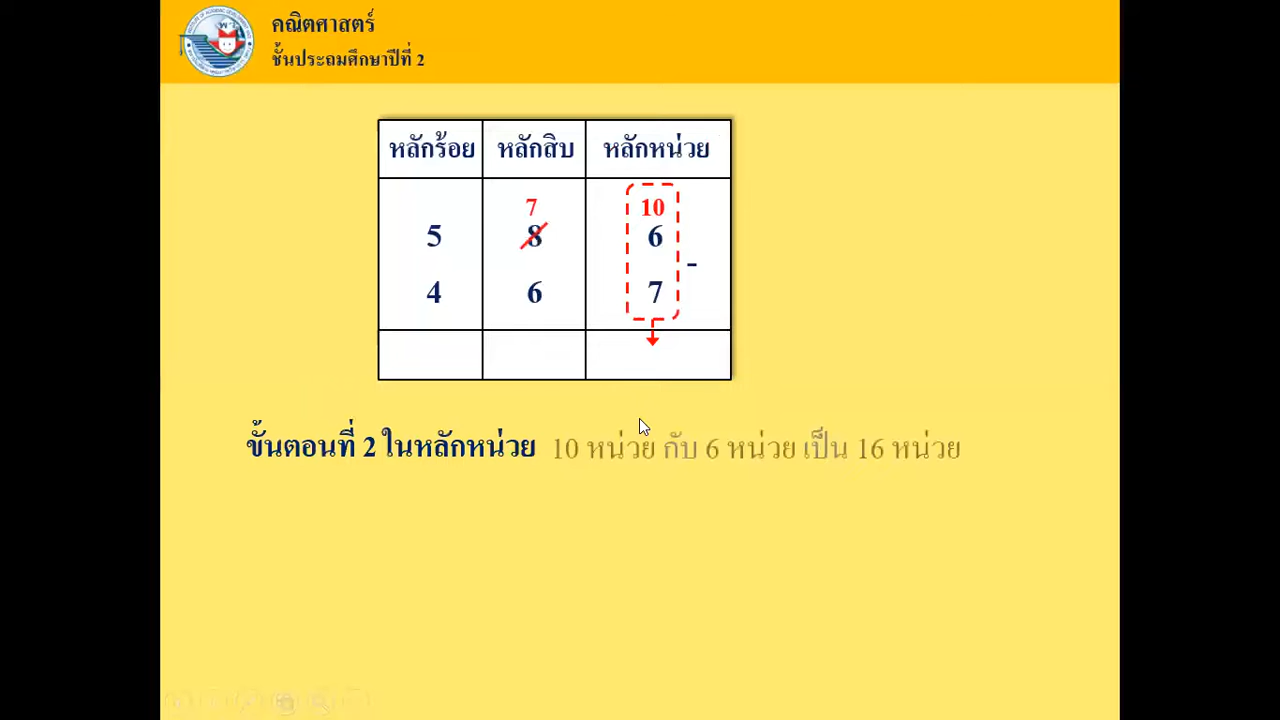 คณิตศาสตร์
ชั้นประถมศึกษาปีที่ 2
หลักร้อย หลักสิบ หลักหน่วย
7 10
5 8 6
-
4 6 7
ขั้นตอนที่ 2 ในหลักหน่วย 10 หน่วย กับ 6 หน่วย เป็น 16 หน่วย